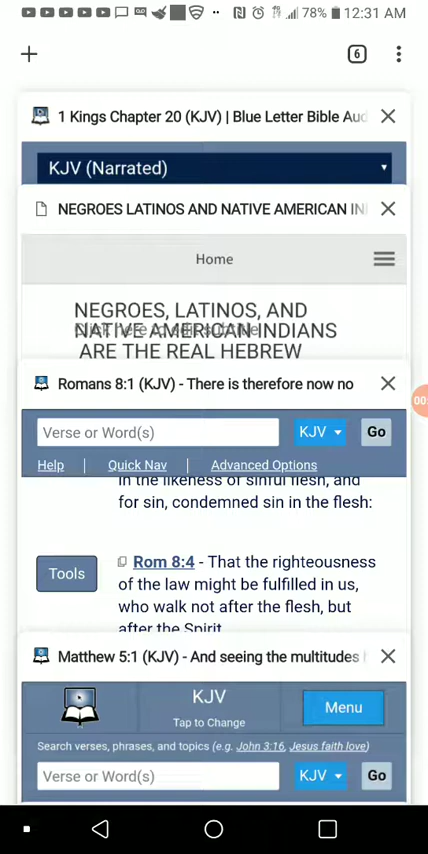 78% 12:31 AM
6
1 Kings Chapter 20 (KJV) | Blue Letter Bible Aud
KJV (Narrated)
NEGROES LATINOS AND NATIVE AMERICAN IN
Home
NEGROES, LATINOS, AND
NATIVE AMERICAN INDIANS
Click here to edit subtitle
ARE THE REAL HEBREW
Romans 8:1 (KJV) - There is therefore now no
00:
Verse or Word(s) KJV Go
Help | Quick Nav | Advanced Options
in the likeness of sinful flesh, and
for sin, condemned sin in the flesh:
Tools
Rom 8:4 - That the righteousness
of the law might be fulfilled in us,
who walk not after the flesh, but
after the Spirit
Matthew 5:1 (KJV) - And seeing the multitudes
KJV
Tap to Change
Menu
Search verses, phrases, and topics (e.g. John 3:16, Jesus faith love)
Verse or Word(s) KJV Go